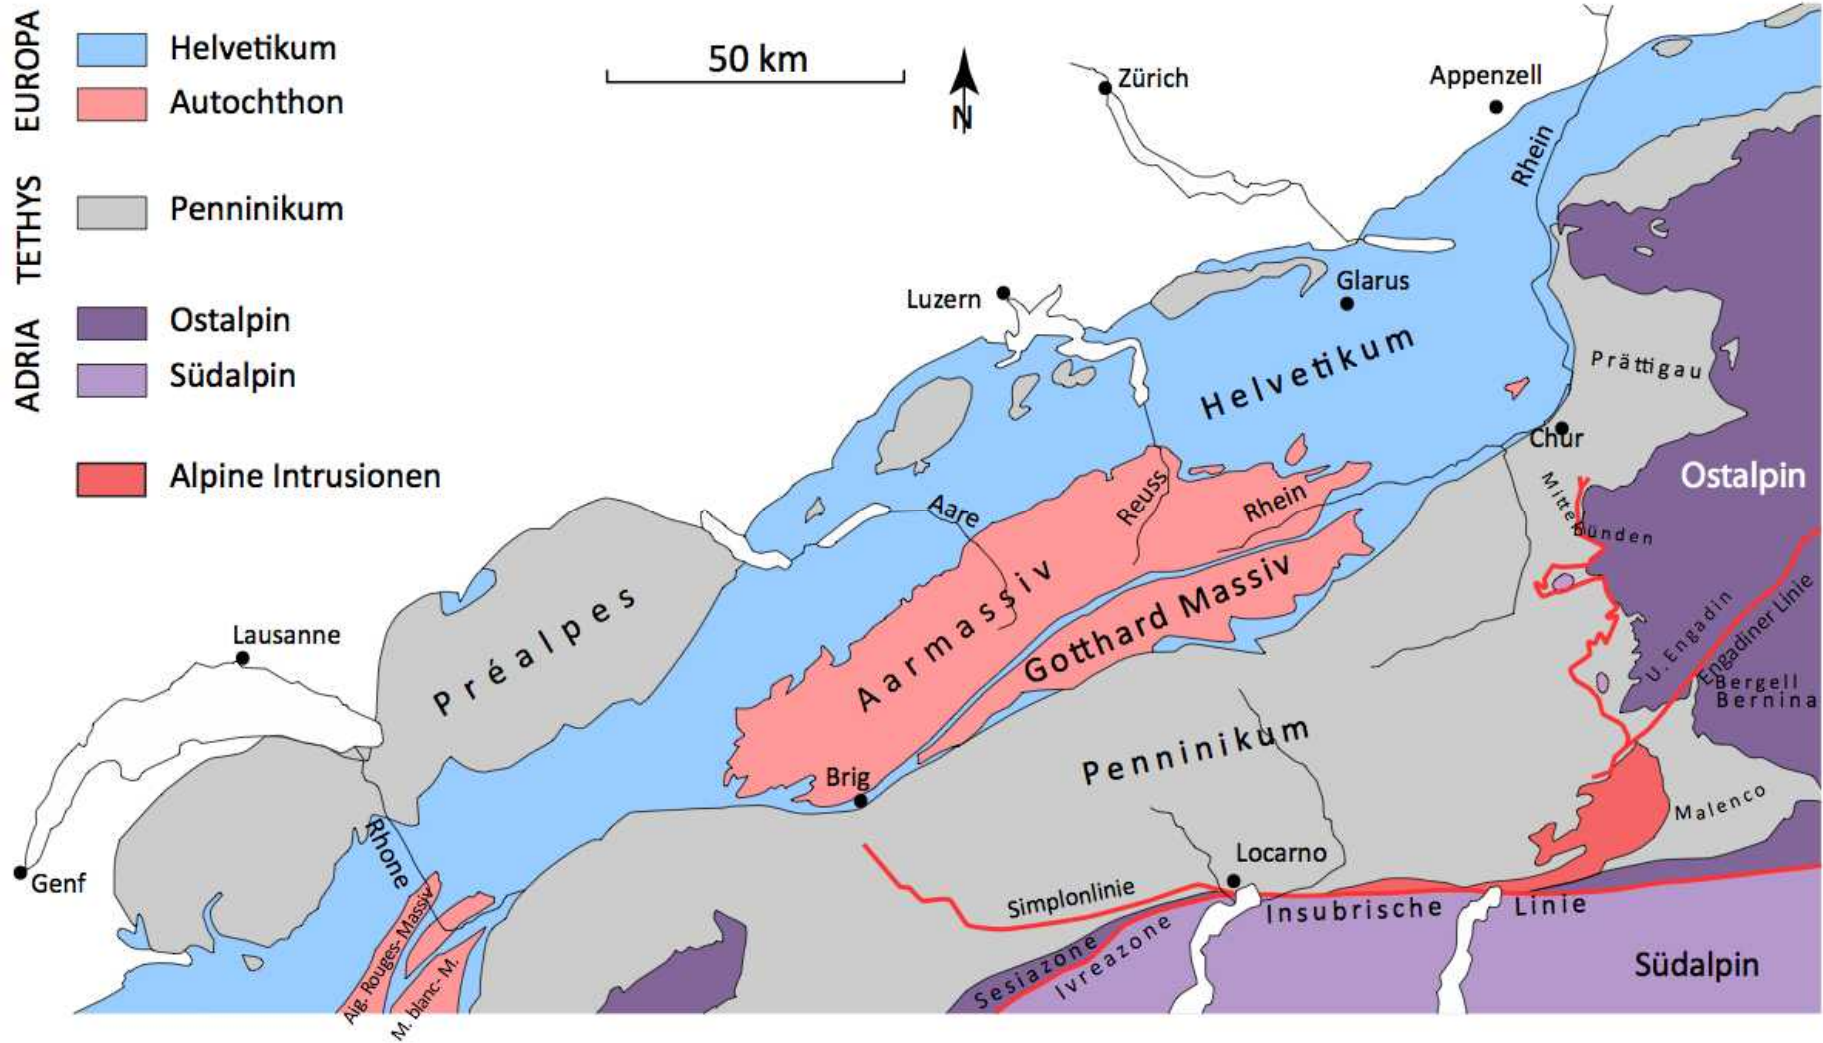 EUROPA
Helvetikum
Autochthon
TETHYS
Penninikum
ADRIA
Ostalpin
Südalpin
Alpine Intrusionen
50 km
N
Zürich
Appenzell
Rhein
Luzern
Glarus
Helvetikum
Prättigau
Chur
Ostalpin
Mittel
bünden
Aare
Reuss
Rhein
Aarmassiv
Gotthard Massiv
Préalpes
Lausanne
U. Engadin
Engadiner Linie
Bergell
Bernina
Penninikum
Brig
Malenco
Rhone
Genf
Locarno
Simplonlinie
Insubrische Linie
Sesiazone
Ivreazone
Südalpin
Aig. Rouges- Massiv
M. blanc- M.